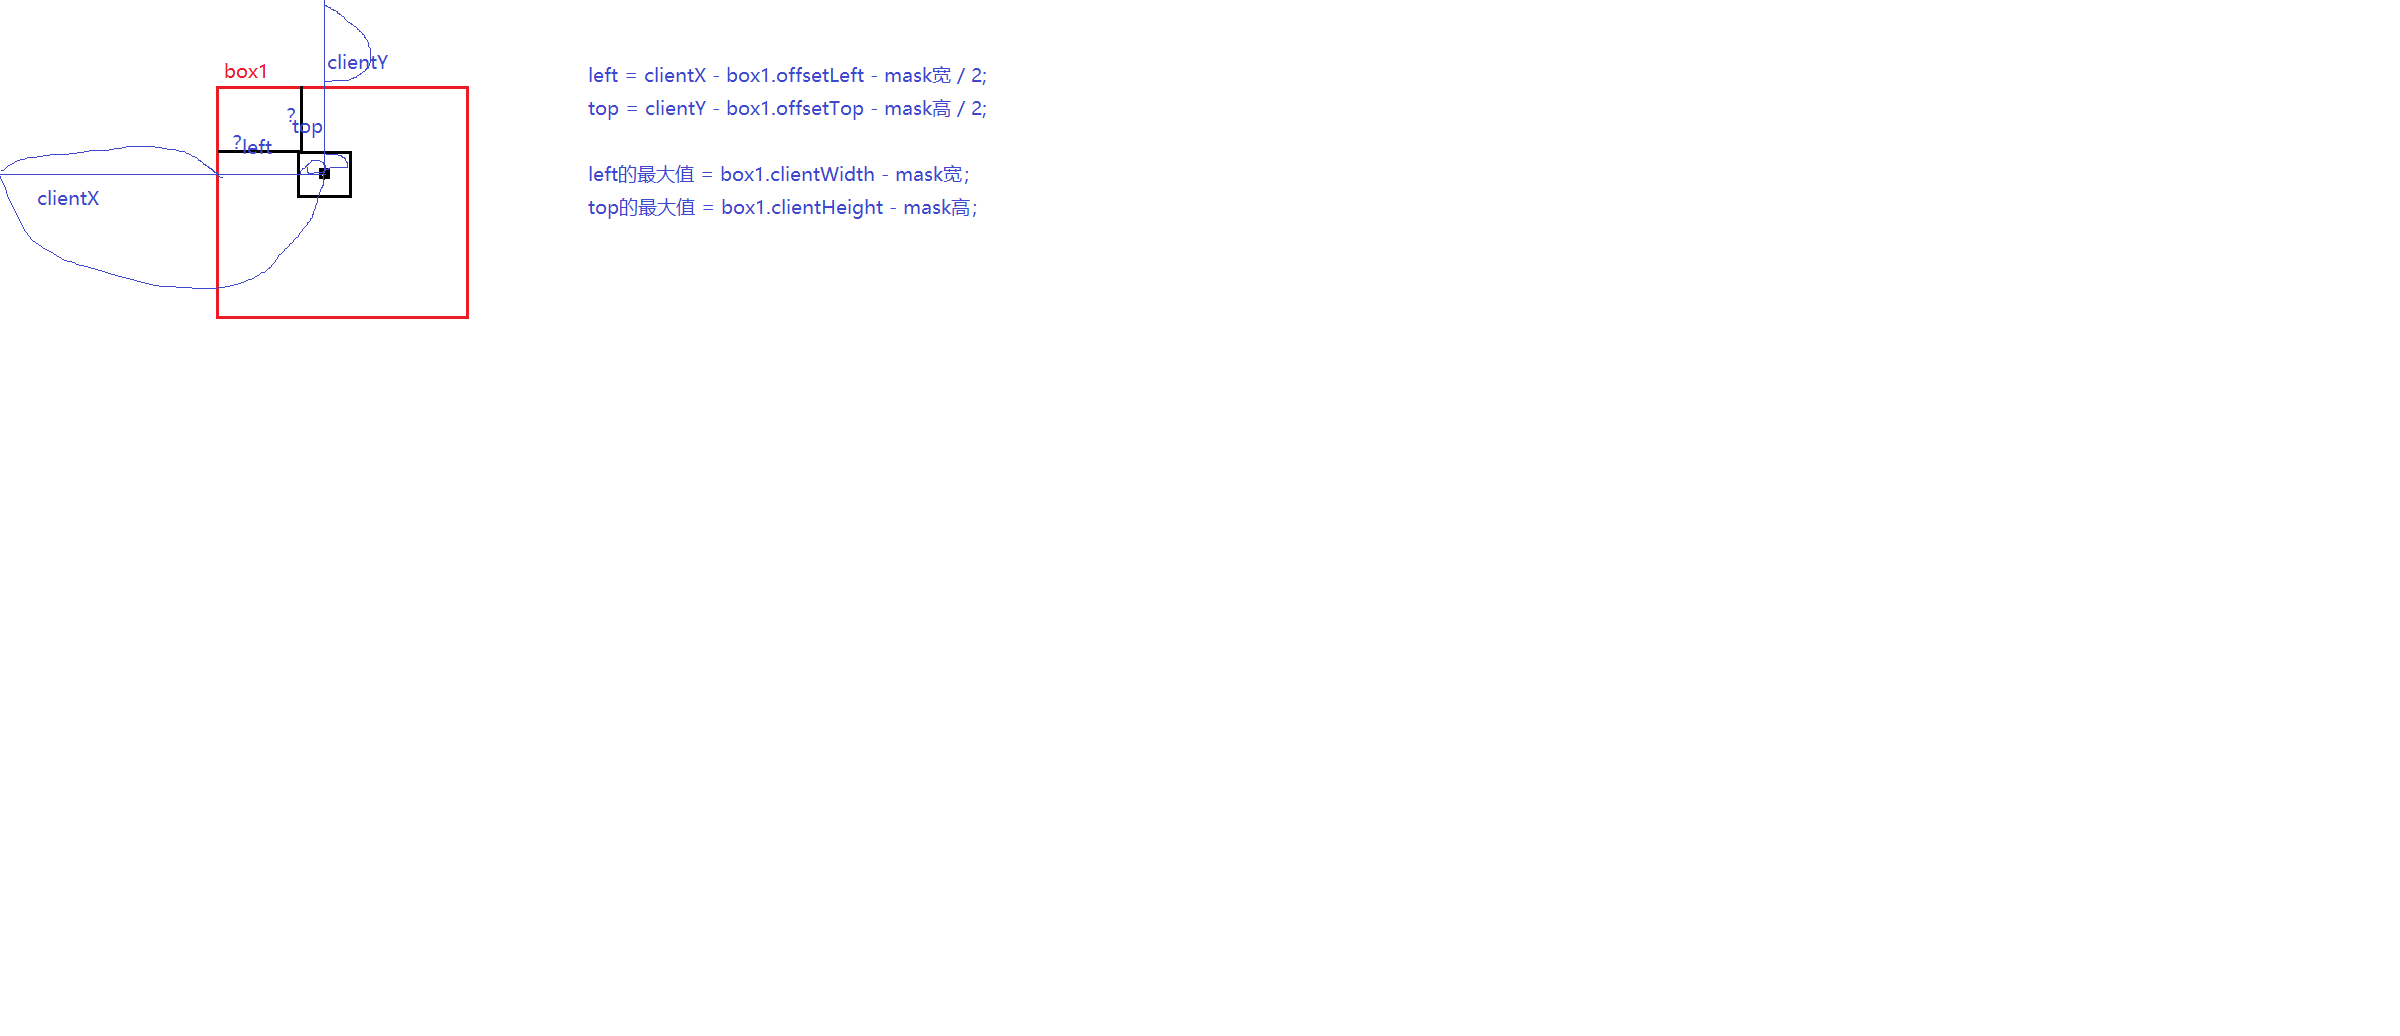 clientY
box1
?
top
?
left
clientX
left = clientX - box1.offsetLeft - mask宽 / 2;
top = clientY - box1.offsetTop - mask高 / 2;
left的最大值 = box1.clientWidth - mask宽;
top的最大值 = box1.clientHeight - mask高;